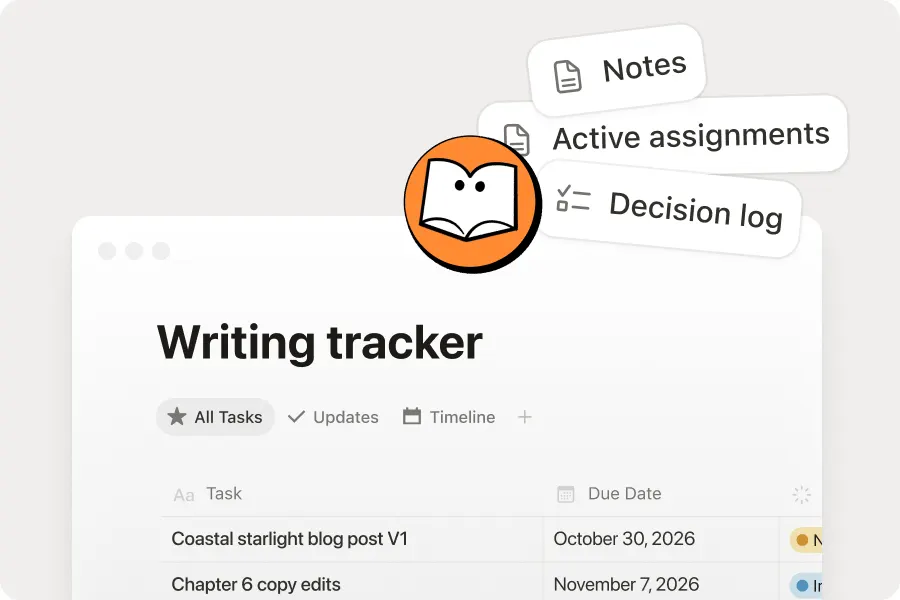 Notes
Active assignments
Decision log
Writing tracker
All Tasks Updates Timeline +
Aa Task Due Date
Coastal starlight blog post V1 October 30, 2026
Chapter 6 copy edits November 7, 2026